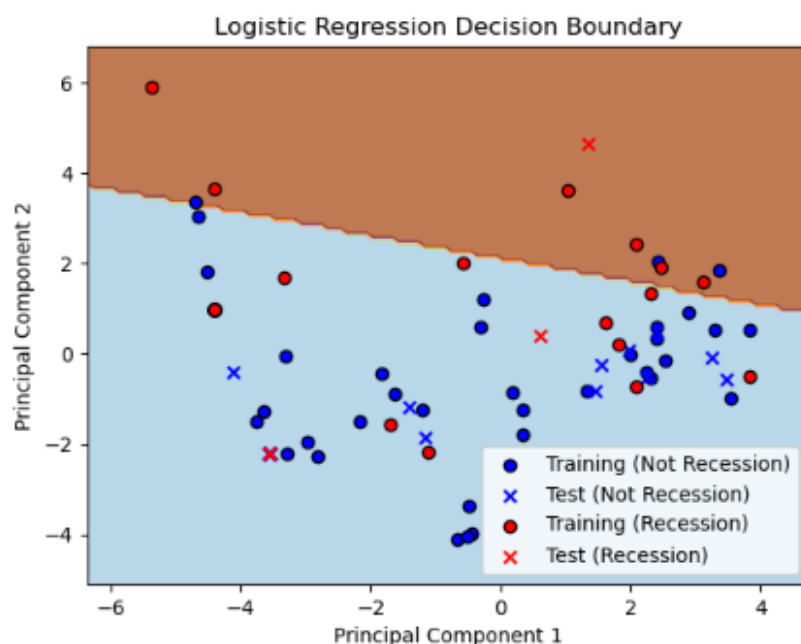 Logistic Regression Decision Boundary
6
4
2
0
−2
−4
Principal Component 2
Training (Not Recession)
Test (Not Recession)
Training (Recession)
Test (Recession)
−6 −4 −2 0 2 4
Principal Component 1